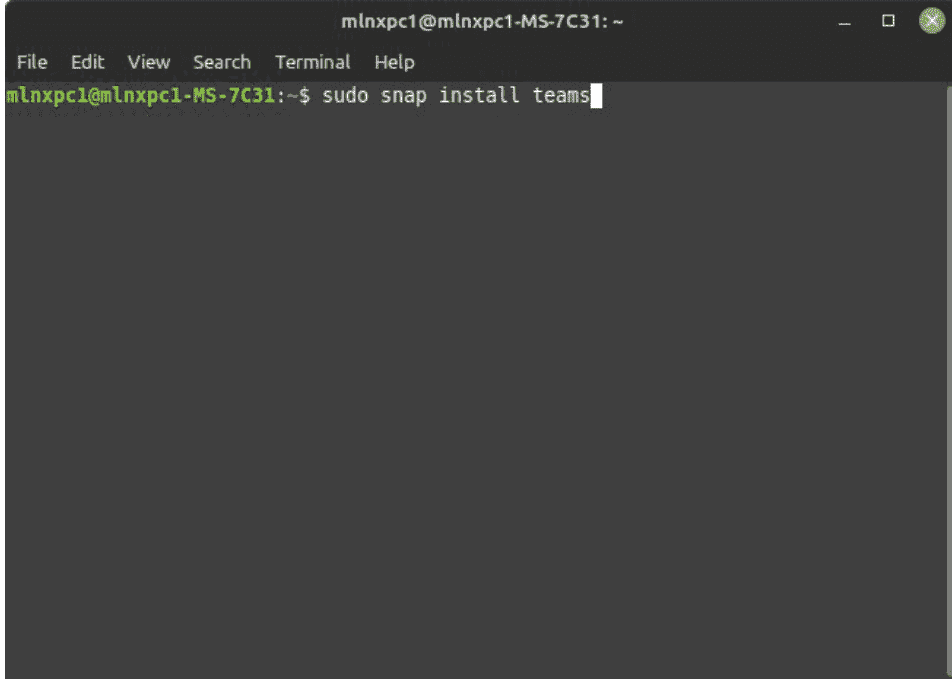 mlnxpc1@mlnxpc1-MS-7C31: ~
File Edit View Search Terminal Help
mlnxpc1@mlnxpc1-MS-7C31:~$ sudo snap install teams